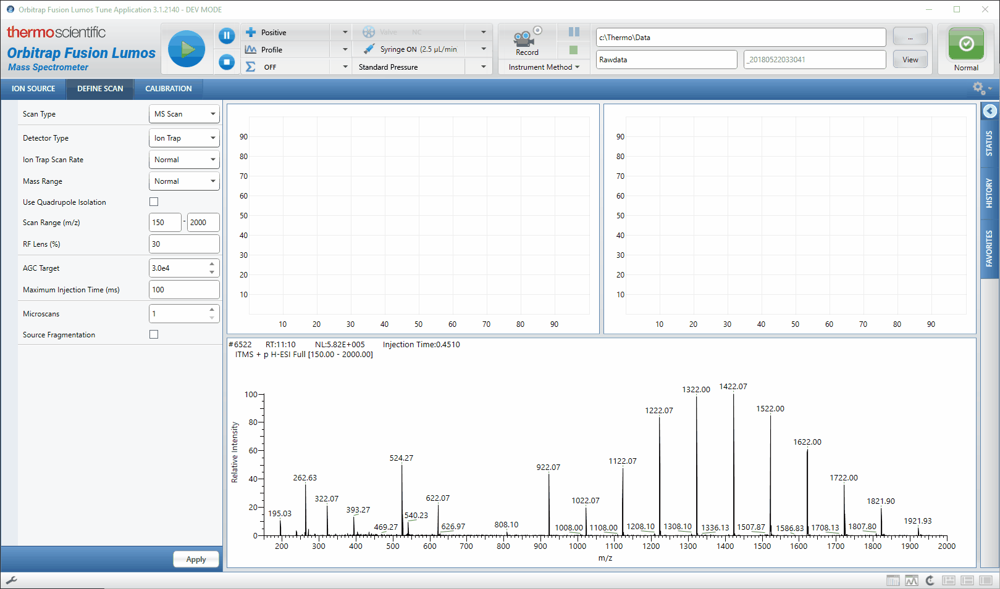 Orbitrap Fusion Lumos Tune Application 3.1.2140 - DEV MODE
thermo scientific
Orbitrap Fusion Lumos
Mass Spectrometer
Positive
Profile
OFF
Valve NC
Syringe ON (2.5 µL/min
Standard Pressure
Record
Instrument Method
c:\Thermo\Data
...
Rawdata
_20180522033041
View
Normal
ION SOURCE
DEFINE SCAN
CALIBRATION
Scan Type
MS Scan
Detector Type
Ion Trap
Ion Trap Scan Rate
Normal
Mass Range
Normal
Use Quadrupole Isolation
Scan Range (m/z)
150 - 2000
RF Lens (%)
30
AGC Target
3.0e4
Maximum Injection Time (ms)
100
Microscans
1
Source Fragmentation
Apply
90
80
70
60
50
40
30
20
10
10 20 30 40 50 60 70 80 90
90
80
70
60
50
40
30
20
10
10 20 30 40 50 60 70 80 90
STATUS
HISTORY
FAVORITES
#6522 RT:11:10 NL:5.82E+005 Injection Time:0.4510
ITMS + p H-ESI Full [150.00 - 2000.00]
Relative Intensity
100
80
60
40
20
0
195.03
262.63
322.07
393.27
469.27
524.27
540.23
622.07
626.97
808.10
922.07
1008.00
1022.07
1108.00
1122.07
1208.10
1222.07
1308.10
1322.00
1336.13
1422.07
1507.87
1522.00
1586.83
1622.00
1708.13
1722.00
1807.80
1821.90
1921.93
200 300 400 500 600 700 800 900 1000 1100 1200 1300 1400 1500 1600 1700 1800 1900 2000
m/z